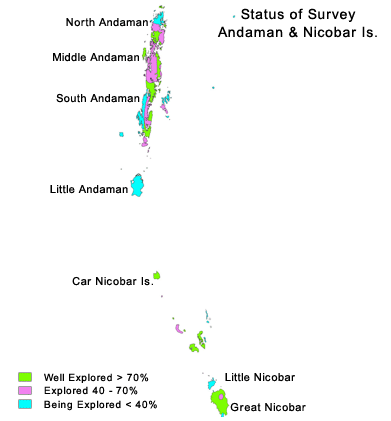 Status of Survey
Andaman & Nicobar Is.
North Andaman
Middle Andaman
South Andaman
Little Andaman
Car Nicobar Is.
Little Nicobar
Great Nicobar
Well Explored > 70%
Explored 40 - 70%
Being Explored < 40%